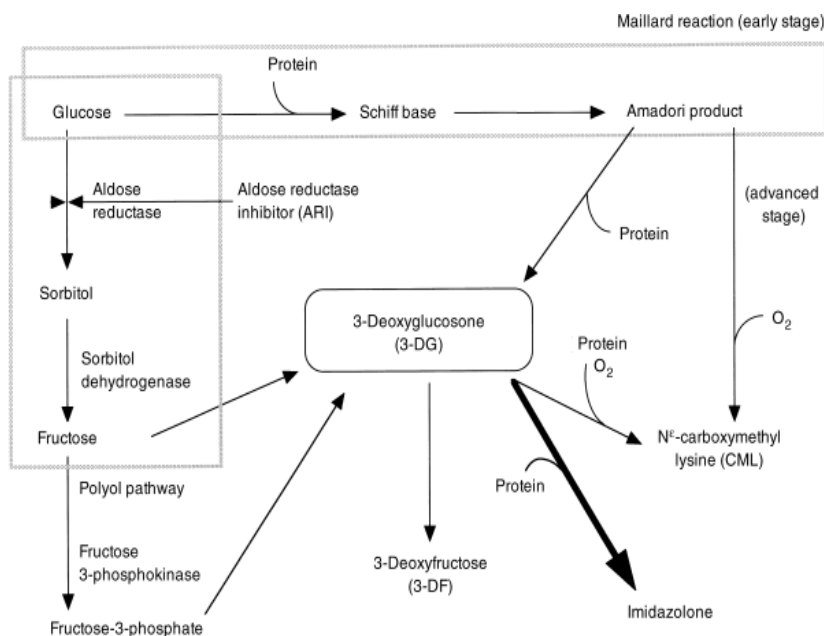 Maillard reaction (early stage)
Protein
Glucose
Schiff base
Amadori product
Aldose
reductase
Aldose reductase
inhibitor (ARI)
(advanced
stage)
Protein
Sorbitol
3-Deoxyglucosone
(3-DG)
O₂
Protein
O₂
Sorbitol
dehydrogenase
Fructose
Nᵋ-carboxymethyl
lysine (CML)
Polyol pathway
Protein
Fructose
3-phosphokinase
3-Deoxyfructose
(3-DF)
Imidazolone
Fructose-3-phosphate